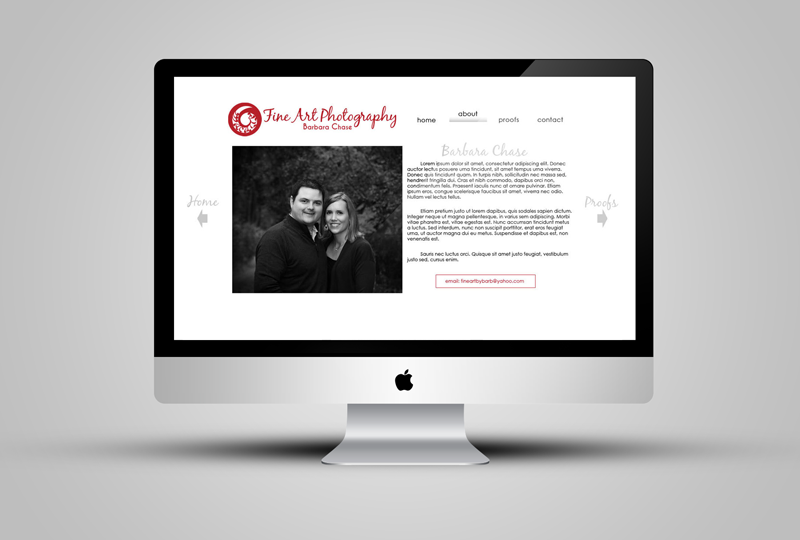 Fine Art Photography
Barbara Chase
home
about
proofs
contact
Barbara Chase
Lorem ipsum dolor sit amet, consectetur adipiscing elit. Donec
auctor lectus posuere tincidunt, sit amet tempus urna viverra.
Donec quis tincidunt quam. In turpis nibh, sollicitudin nec massa sed,
hendrerit fringilla dui. Cras et nibh commodo, dapibus orci non,
condimentum felis. Praesent iaculis nunc at ornare pulvinar. Etiam
ipsum eros, congue scelerisque faucibus sit amet, viverra nec odio.
Nullam vel lectus tellus.
Etiam pretium justo ut lorem dapibus, quis sodales sapien dictum.
Integer neque ut magna pellentesque, in varius sem adipiscing. Morbi
vitae pharetra est, vitae dapibus est. Nunc accumsan tincidunt metus
a luctus. Sed interdum, nunc non suscipit porttitor, erat eros feugiat
urna, ut auctor magna dui eu metus. Suspendisse et dapibus est, non
venenatis est.
Sauris nec luctus orci. Quisque sit amet justo feugiat, vestibulum
justo sed, cursus enim.
email: fineartbybarb@yahoo.com
Home
Proofs